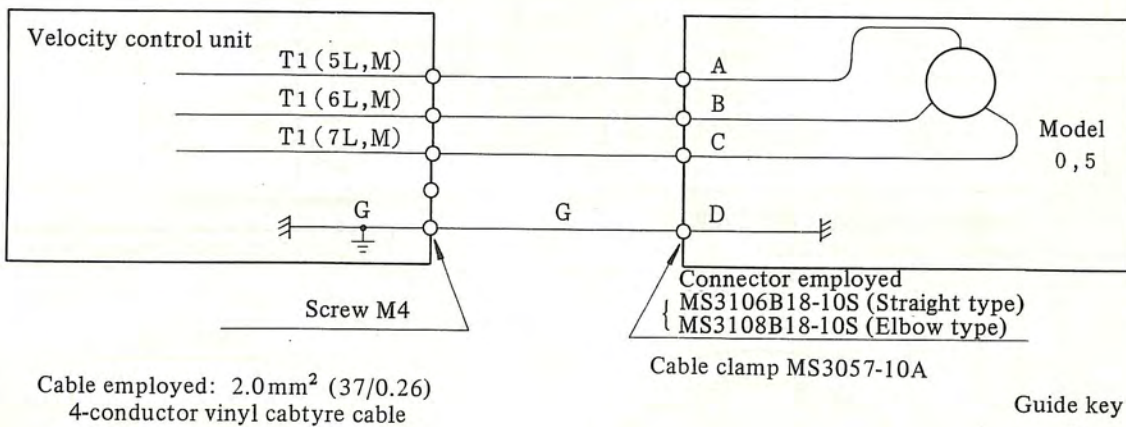 Velocity control unit
T1 (5L,M)
T1 (6L,M)
T1 (7L,M)
G
G
A
B
C
D
Model
0 , 5
Screw M4
Connector employed
MS3106B18-10S (Straight type)
MS3108B18-10S (Elbow type)
Cable clamp MS3057-10A
Cable employed: 2.0mm² (37/0.26)
4-conductor vinyl cabtyre cable
Guide key